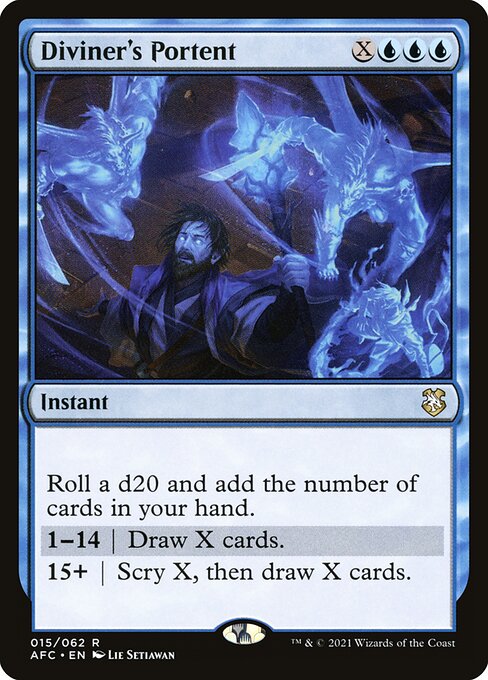 Diviner's Portent X
Instant
Roll a d20 and add the number of
cards in your hand.
1–14 | Draw X cards.
15+ | Scry X, then draw X cards.
015/062 R
AFC • EN Lie Setiawan
™ & © 2021 Wizards of the Coast